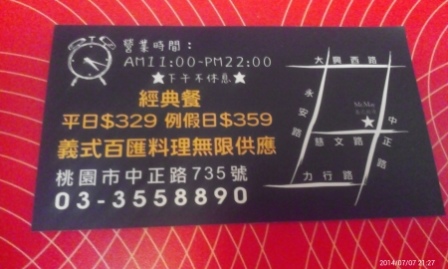 營業時間：
AM11:00~PM22:00
★下午不休息★
經典餐
平日$329 例假日$359
義式百匯料理無限供應
桃園市中正路735號
03-3558890
大興西路
永安路
中正路
慈文路
力行路
★
2014/07/07 21:27